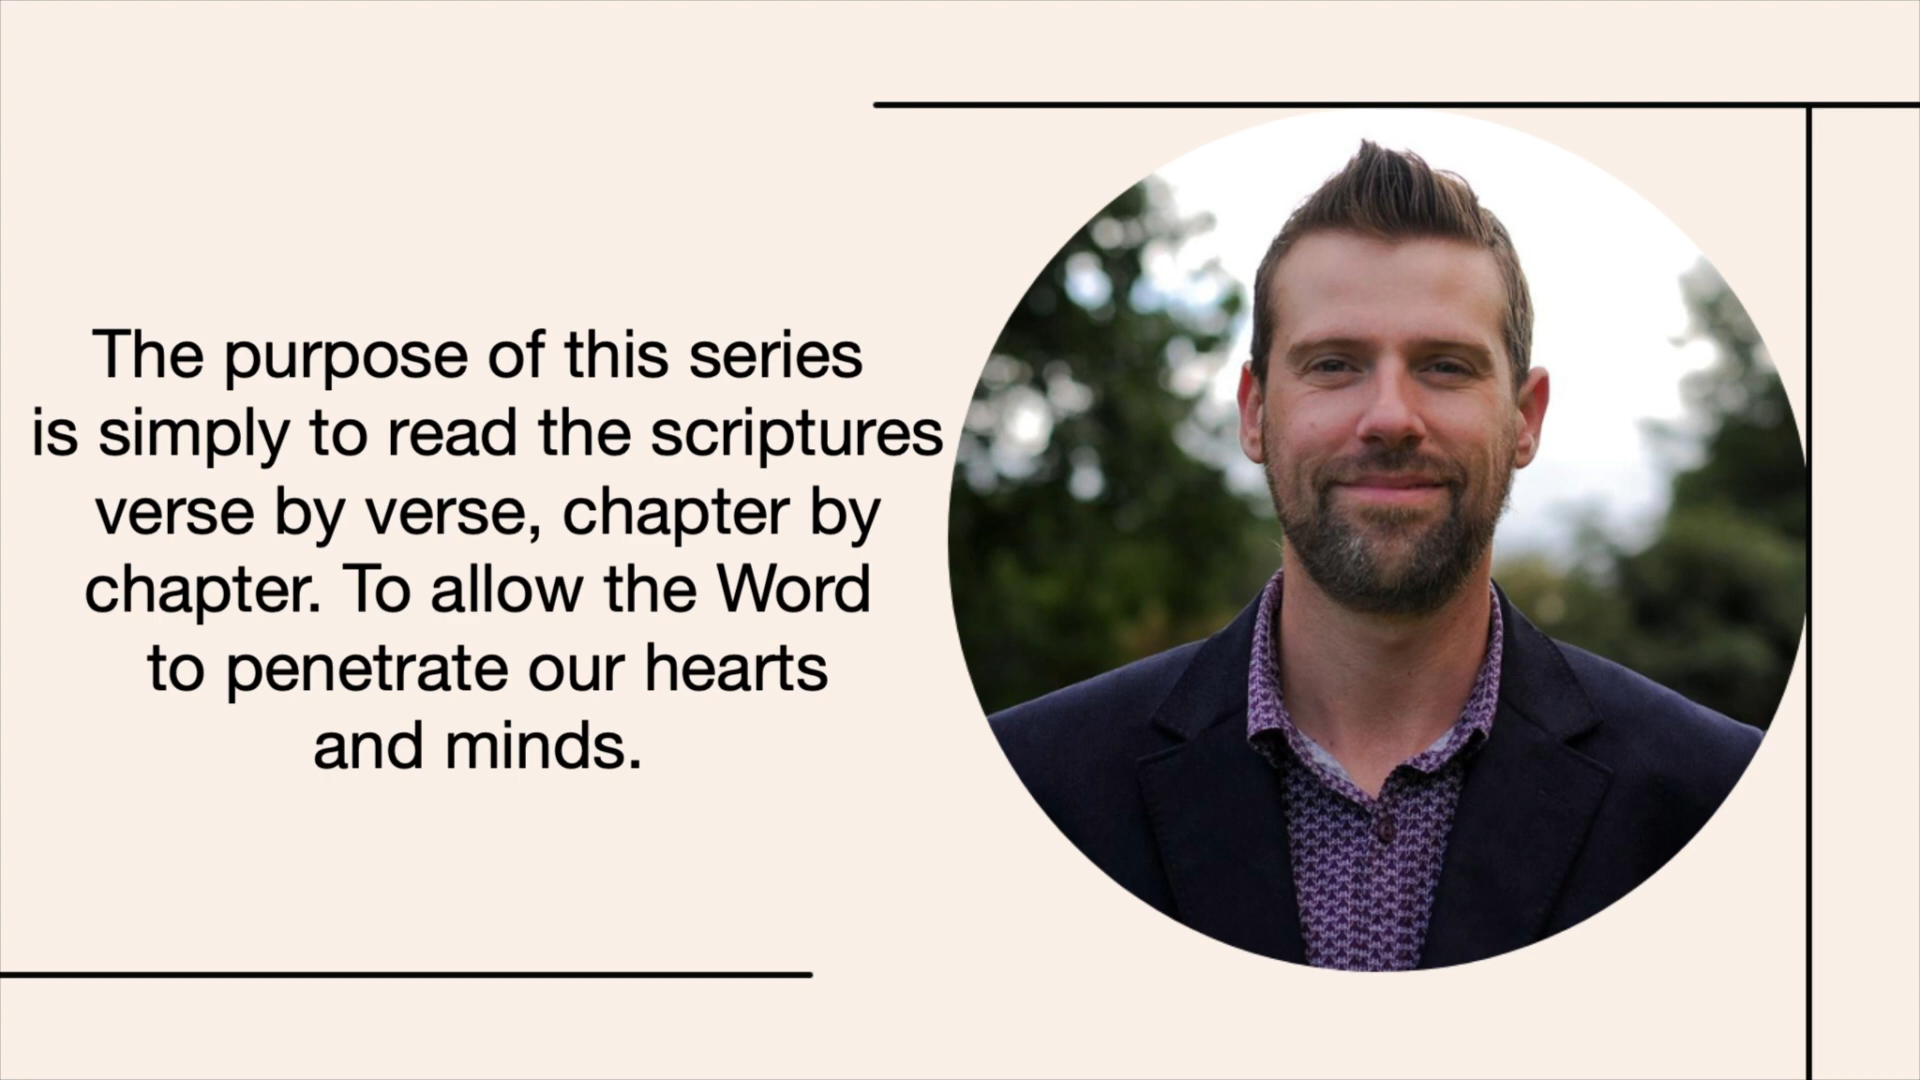 The purpose of this series
is simply to read the scriptures
verse by verse, chapter by
chapter. To allow the Word
to penetrate our hearts
and minds.